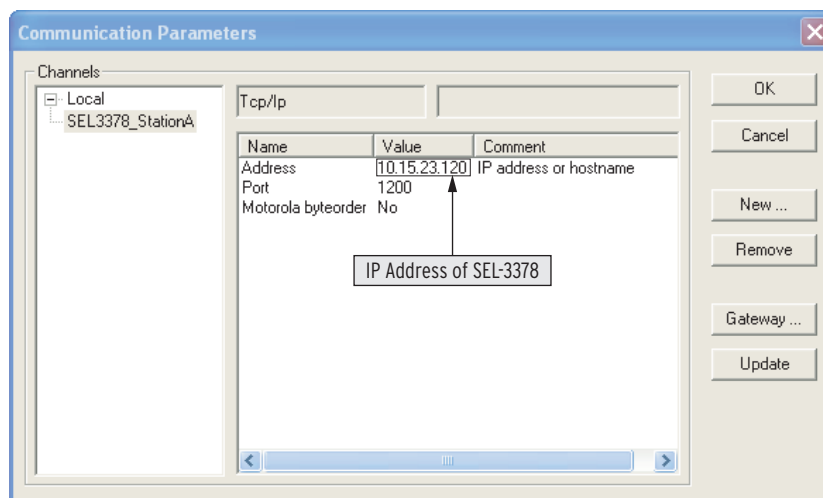 Communication Parameters
Channels
Local
SEL3378_StationA
Tcp/Ip
Name Value Comment
Address 10.15.23.120 IP address or hostname
Port 1200
Motorola byteorder No
IP Address of SEL-3378
OK
Cancel
New ...
Remove
Gateway ...
Update